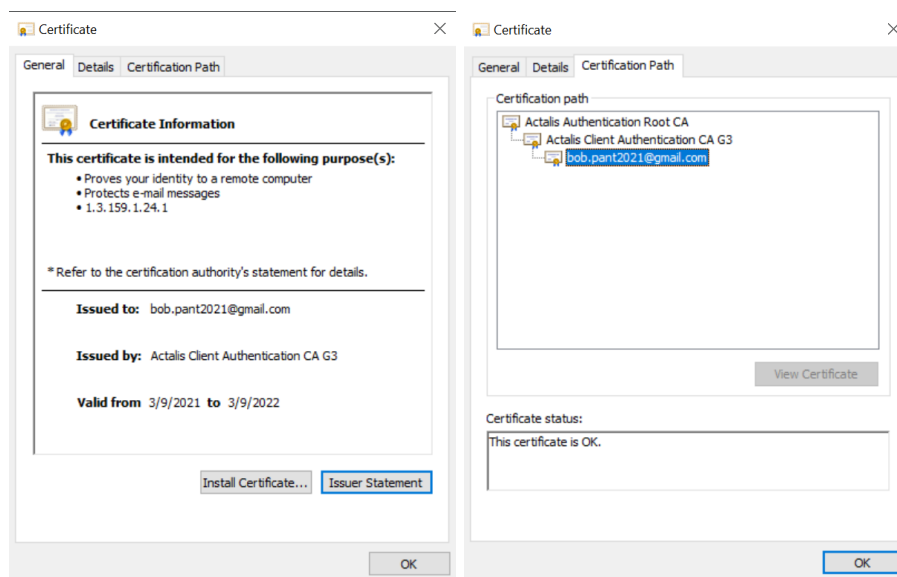 Certificate
General Details Certification Path
Certificate Information
This certificate is intended for the following purpose(s):
• Proves your identity to a remote computer
• Protects e-mail messages
• 1.3.159.1.24.1
* Refer to the certification authority's statement for details.
Issued to: bob.pant2021@gmail.com
Issued by: Actalis Client Authentication CA G3
Valid from 3/9/2021 to 3/9/2022
Install Certificate... Issuer Statement
OK
Certificate
General Details Certification Path
Certification path
Actalis Authentication Root CA
Actalis Client Authentication CA G3
bob.pant2021@gmail.com
View Certificate
Certificate status:
This certificate is OK.
OK